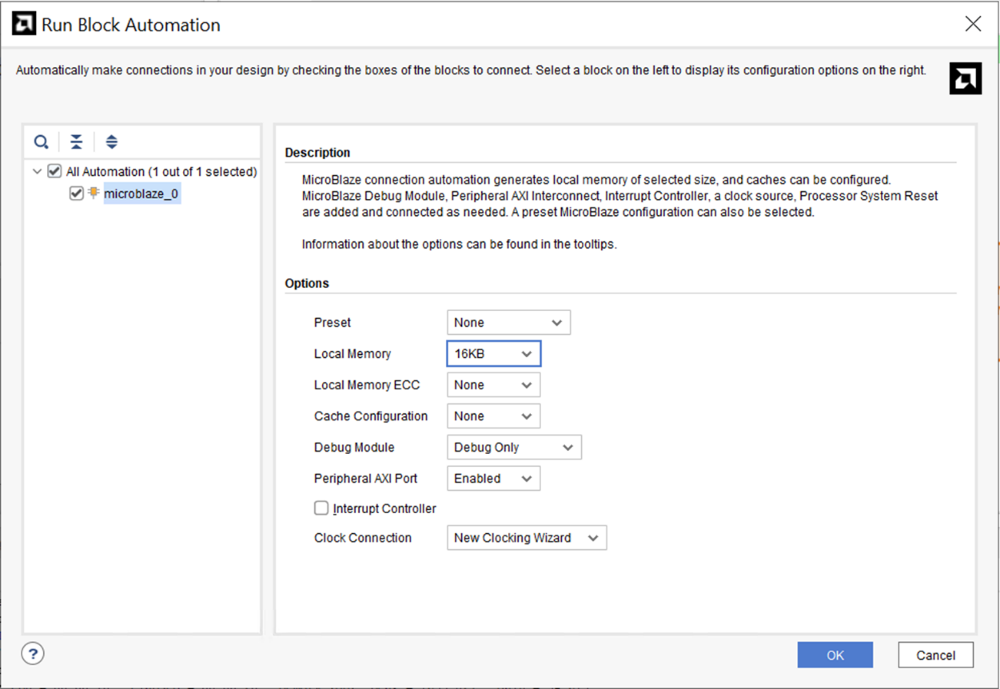 Run Block Automation
Automatically make connections in your design by checking the boxes of the blocks to connect. Select a block on the left to display its configuration options on the right.
All Automation (1 out of 1 selected)
microblaze_0
Description
MicroBlaze connection automation generates local memory of selected size, and caches can be configured.
MicroBlaze Debug Module, Peripheral AXI Interconnect, Interrupt Controller, a clock source, Processor System Reset
are added and connected as needed. A preset MicroBlaze configuration can also be selected.
Information about the options can be found in the tooltips.
Options
Preset None
Local Memory 16KB
Local Memory ECC None
Cache Configuration None
Debug Module Debug Only
Peripheral AXI Port Enabled
Interrupt Controller
Clock Connection New Clocking Wizard
? OK Cancel